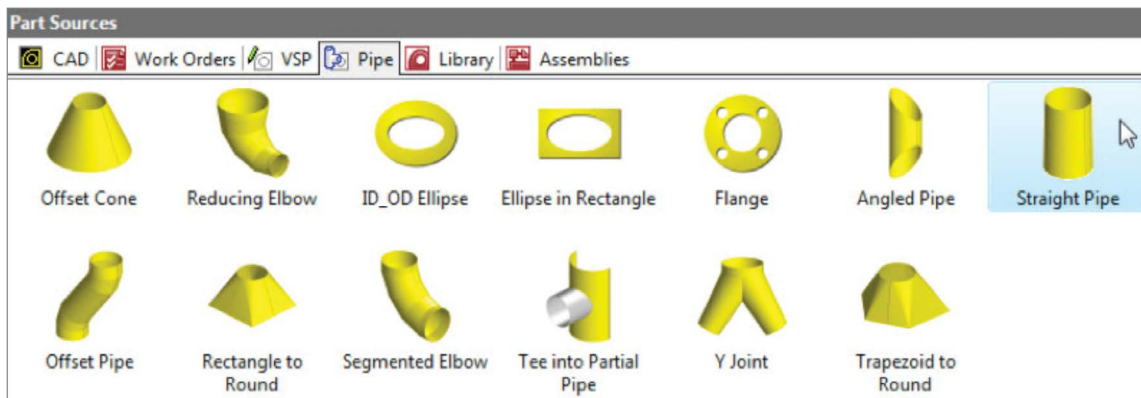 Part Sources
CAD Work Orders VSP Pipe Library Assemblies
Offset Cone Reducing Elbow ID_OD Ellipse Ellipse in Rectangle Flange Angled Pipe Straight Pipe
Offset Pipe Rectangle to Segmented Elbow Tee into Partial Y Joint Trapezoid to
Round Pipe Round